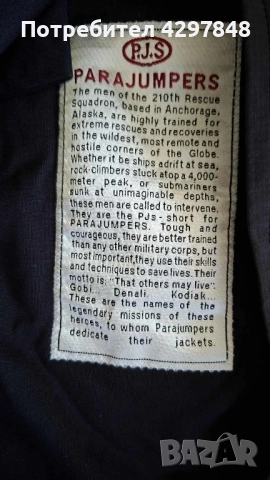 Потребител 4297848
P.J.S
PARAJUMPERS
The men of the 210th Rescue
Squadron, based in Anchorage,
Alaska, are highly trained for
extreme rescues and recoveries
in the wildest, most remote and
hostile corners of the Globe.
Whether it be ships adrift at sea,
rock-climbers stuck atop a 4,000-
meter peak, or submariners
sunk at unimaginable depths,
these men are called to intervene.
They are the PJs - short for
PARAJUMPERS. Tough and
courageous, they are better trained
than any other military corps, but
most important, they use their skills
and techniques to save lives. Their
motto is: "That others may live":
Gobi... Denali. Kodiak...
These are the names of the
legendary missions of these
heroes, to whom Parajumpers
dedicate their jackets.
BAZAR
bg